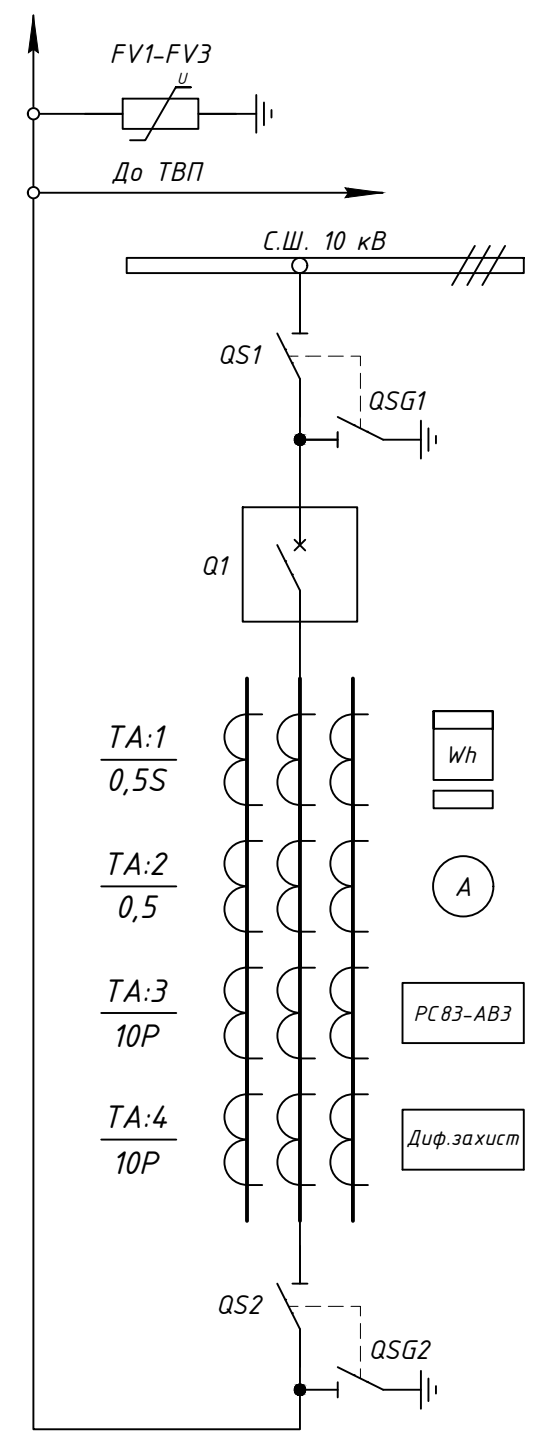 FV1-FV3
U
До ТВП
С.Ш. 10 кВ
QS1
QSG1
Q1
TA:1
0,5S
Wh
TA:2
0,5
A
TA:3
10P
РС83-АВ3
TA:4
10P
Диф.захист
QS2
QSG2